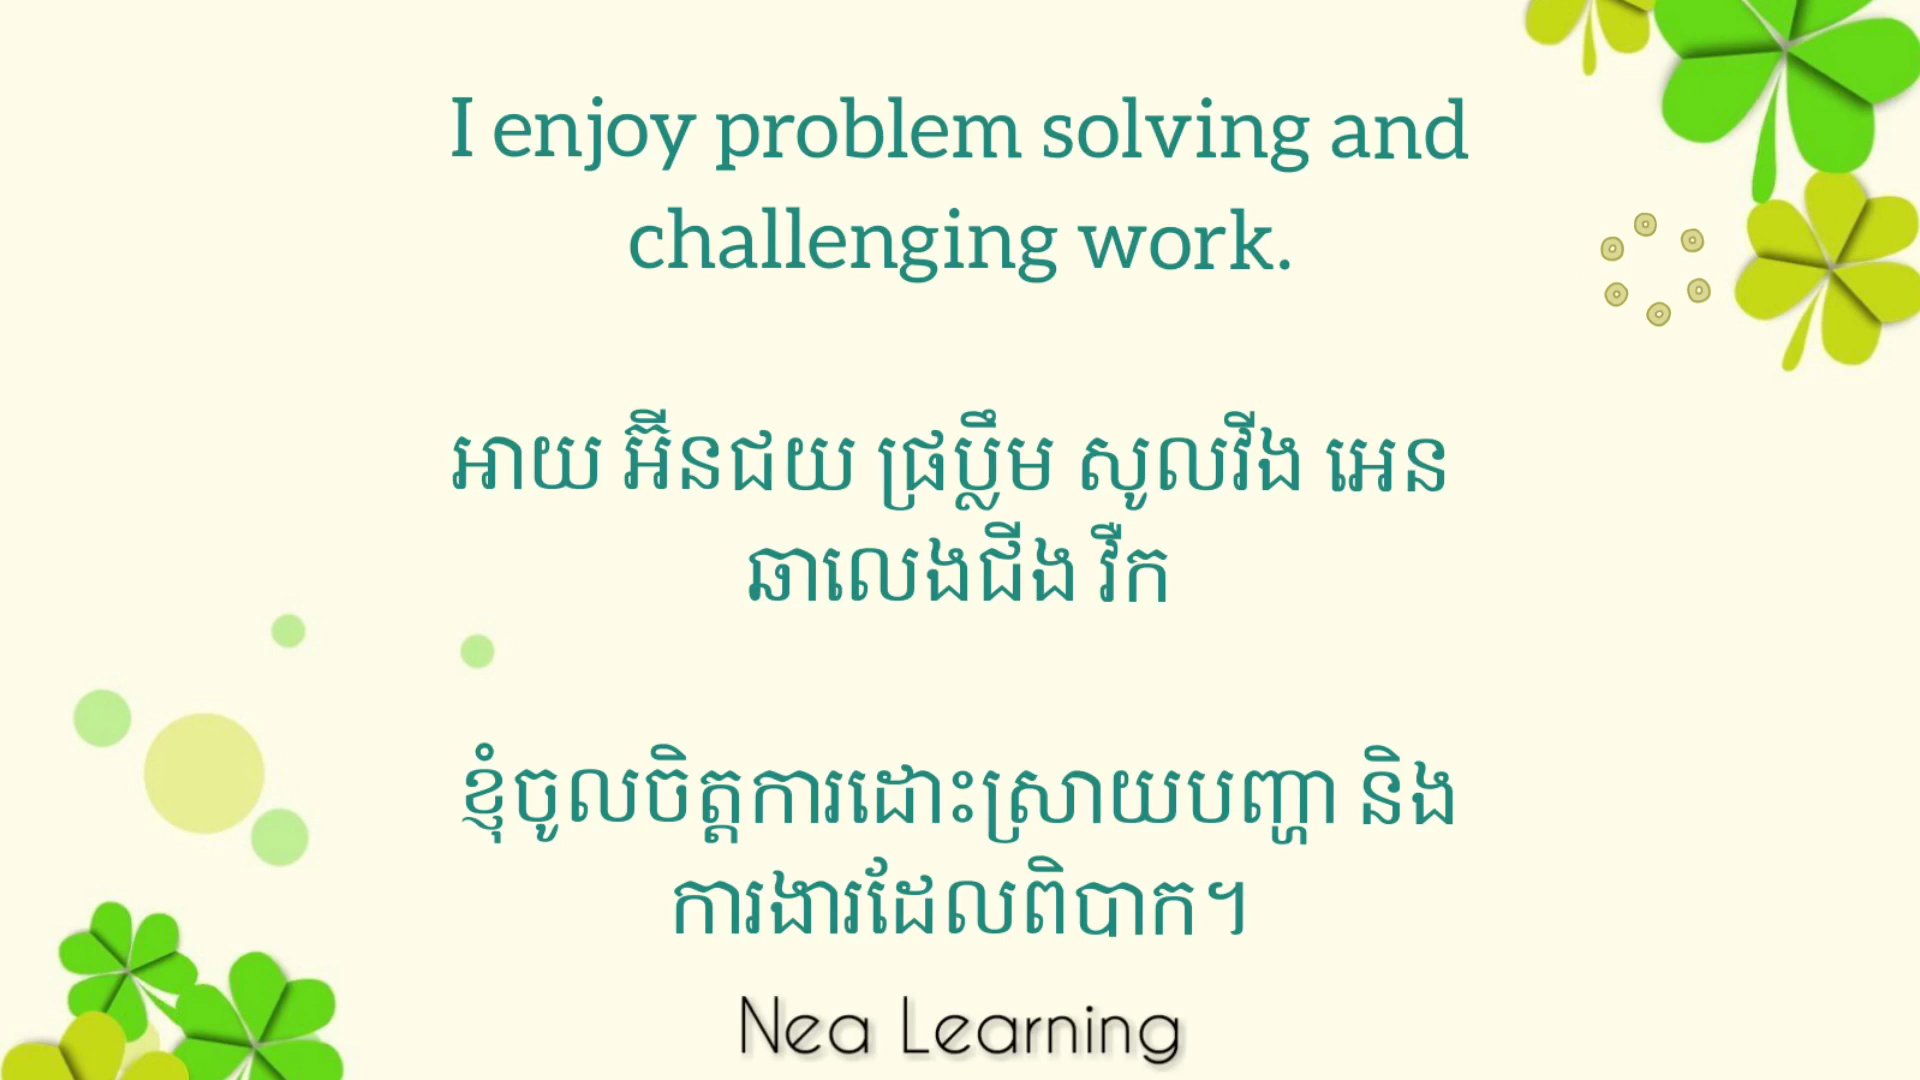 I enjoy problem solving and
challenging work.
អាយ អ៊ីនជយ ផ្រប្លឹម សូលវីង អេន
ឆាលេងជីង វឺក
ខ្ញុំចូលចិត្តការដោះស្រាយបញ្ហា និង
ការងារដែលពិបាក។
Nea Learning